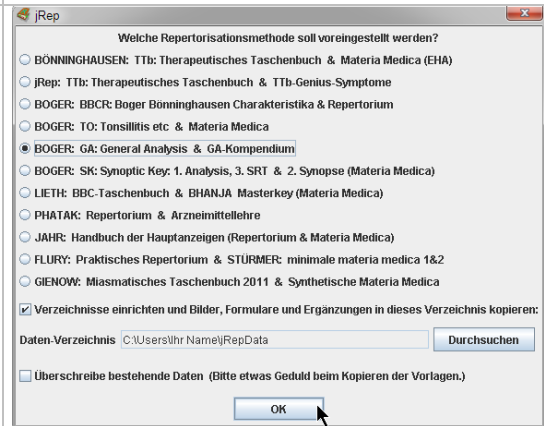 jRep
Welche Repertorisationsmethode soll voreingestellt werden?
BÖNNINGHAUSEN: TTb: Therapeutisches Taschenbuch & Materia Medica (EHA)
jRep: TTb: Therapeutisches Taschenbuch & TTb-Genius-Symptome
BOGER: BBCR: Boger Bönninghausen Charakteristika & Repertorium
BOGER: TO: Tonsillitis etc & Materia Medica
BOGER: GA: General Analysis & GA-Kompendium
BOGER: SK: Synoptic Key: 1. Analysis, 3. SRT & 2. Synopse (Materia Medica)
LIETH: BBC-Taschenbuch & BHANJA Masterkey (Materia Medica)
PHATAK: Repertorium & Arzneimittellehre
JAHR: Handbuch der Hauptanzeigen (Repertorium & Materia Medica)
FLURY: Praktisches Repertorium & STÜRMER: minimale materia medica 1&2
GIENOW: Miasmatisches Taschenbuch 2011 & Synthetische Materia Medica
Verzeichnisse einrichten und Bilder, Formulare und Ergänzungen in dieses Verzeichnis kopieren:
Daten-Verzeichnis C:\Users\Ihr Name\jRepData Durchsuchen
Überschreibe bestehende Daten (Bitte etwas Geduld beim Kopieren der Vorlagen.)
OK